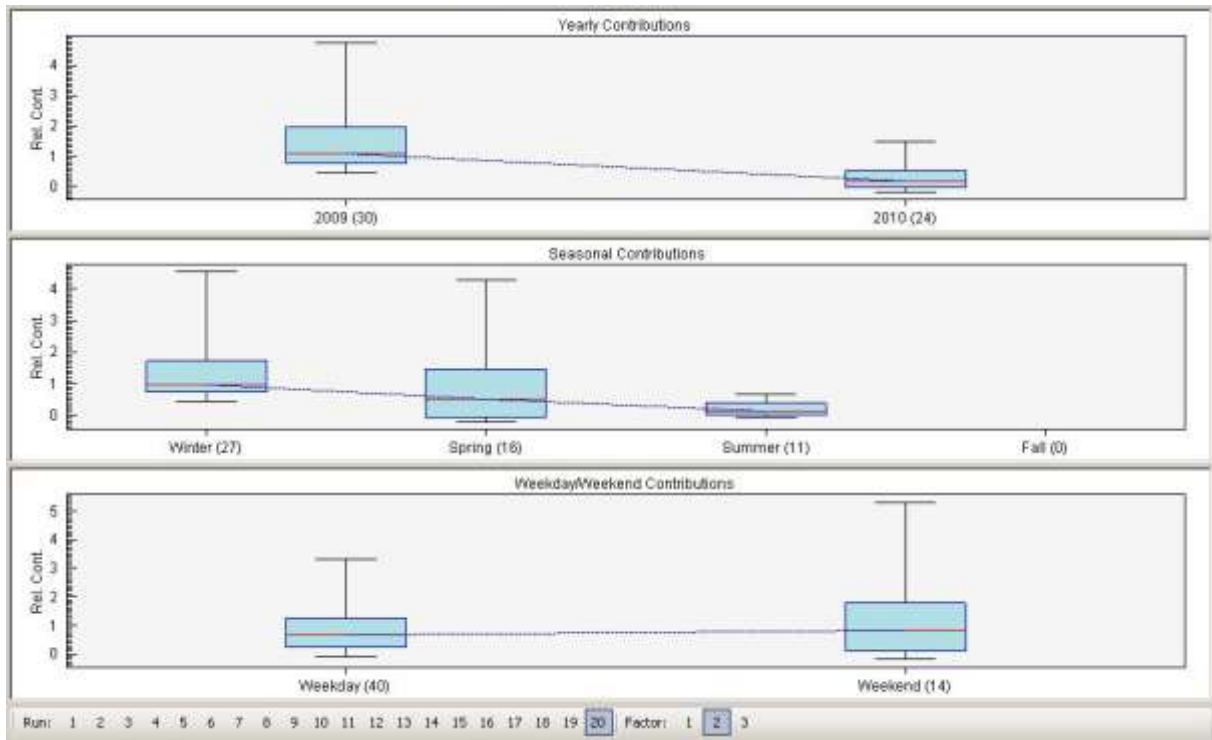 Yearly Contributions
Rel. Cont.
4
3
2
1
0
2009 (30) 2010 (24)
Seasonal Contributions
Rel. Cont.
4
3
2
1
0
Winter (27) Spring (16) Summer (11) Fall (0)
Weekday/Weekend Contributions
Rel. Cont.
5
4
3
2
1
0
Weekday (40) Weekend (14)
Run: 1 2 3 4 5 6 7 8 9 10 11 12 13 14 15 16 17 18 19 20 Factor: 1 2 3